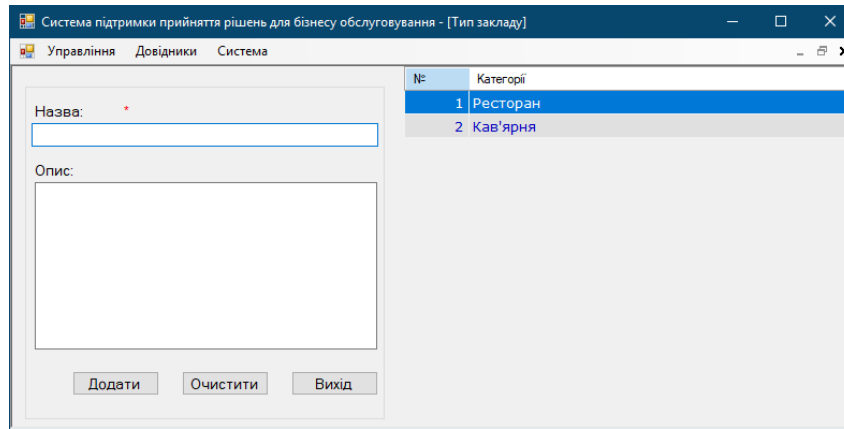 Система підтримки прийняття рішень для бізнесу обслуговування - [Тип закладу]
Управління Довідники Система
Назва: *
Опис:
Додати Очистити Вихід
№ Категорії
1 Ресторан
2 Кав'ярня